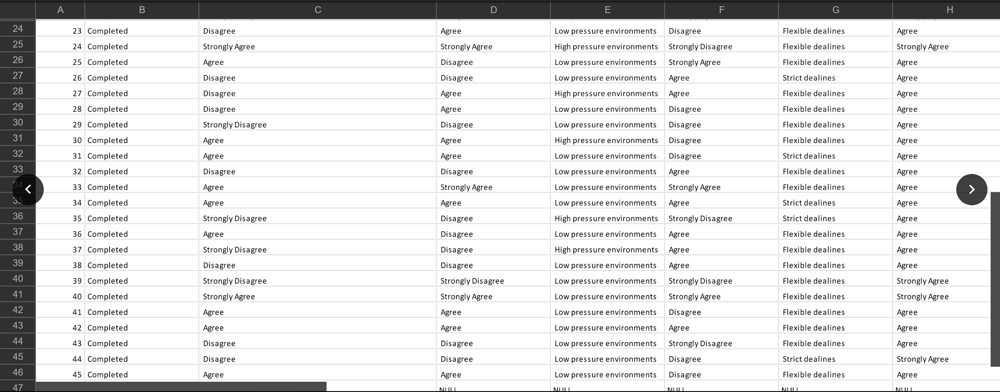 A B C D E F G H
24 23 Completed Disagree Agree Low pressure environments Disagree Flexible dealines Agree
25 24 Completed Strongly Agree Strongly Agree High pressure environments Strongly Disagree Flexible dealines Strongly Agree
26 25 Completed Agree Disagree Low pressure environments Strongly Agree Flexible dealines Agree
27 26 Completed Disagree Disagree Low pressure environments Agree Strict dealines Agree
28 27 Completed Disagree Agree High pressure environments Agree Flexible dealines Agree
29 28 Completed Disagree Agree Low pressure environments Disagree Flexible dealines Agree
30 29 Completed Strongly Disagree Disagree Low pressure environments Disagree Flexible dealines Agree
31 30 Completed Agree Agree High pressure environments Disagree Flexible dealines Agree
32 31 Completed Agree Agree Low pressure environments Disagree Strict dealines Agree
33 32 Completed Disagree Disagree Low pressure environments Agree Flexible dealines Agree
34 33 Completed Agree Strongly Agree Low pressure environments Strongly Agree Flexible dealines Agree
35 34 Completed Agree Agree Low pressure environments Agree Strict dealines Agree
36 35 Completed Strongly Disagree Disagree High pressure environments Strongly Disagree Strict dealines Agree
37 36 Completed Agree Disagree Low pressure environments Agree Flexible dealines Agree
38 37 Completed Strongly Disagree Disagree High pressure environments Agree Flexible dealines Agree
39 38 Completed Disagree Disagree Low pressure environments Agree Flexible dealines Agree
40 39 Completed Strongly Disagree Strongly Disagree Low pressure environments Strongly Disagree Flexible dealines Strongly Agree
41 40 Completed Strongly Agree Strongly Agree Low pressure environments Strongly Agree Flexible dealines Strongly Agree
42 41 Completed Agree Agree Low pressure environments Disagree Flexible dealines Agree
43 42 Completed Agree Agree Low pressure environments Agree Flexible dealines Agree
44 43 Completed Disagree Disagree Low pressure environments Strongly Disagree Flexible dealines Agree
45 44 Completed Disagree Disagree Low pressure environments Disagree Strict dealines Strongly Agree
46 45 Completed Agree Agree Low pressure environments Disagree Flexible dealines Agree
47 NULL NULL NULL NULL NULL